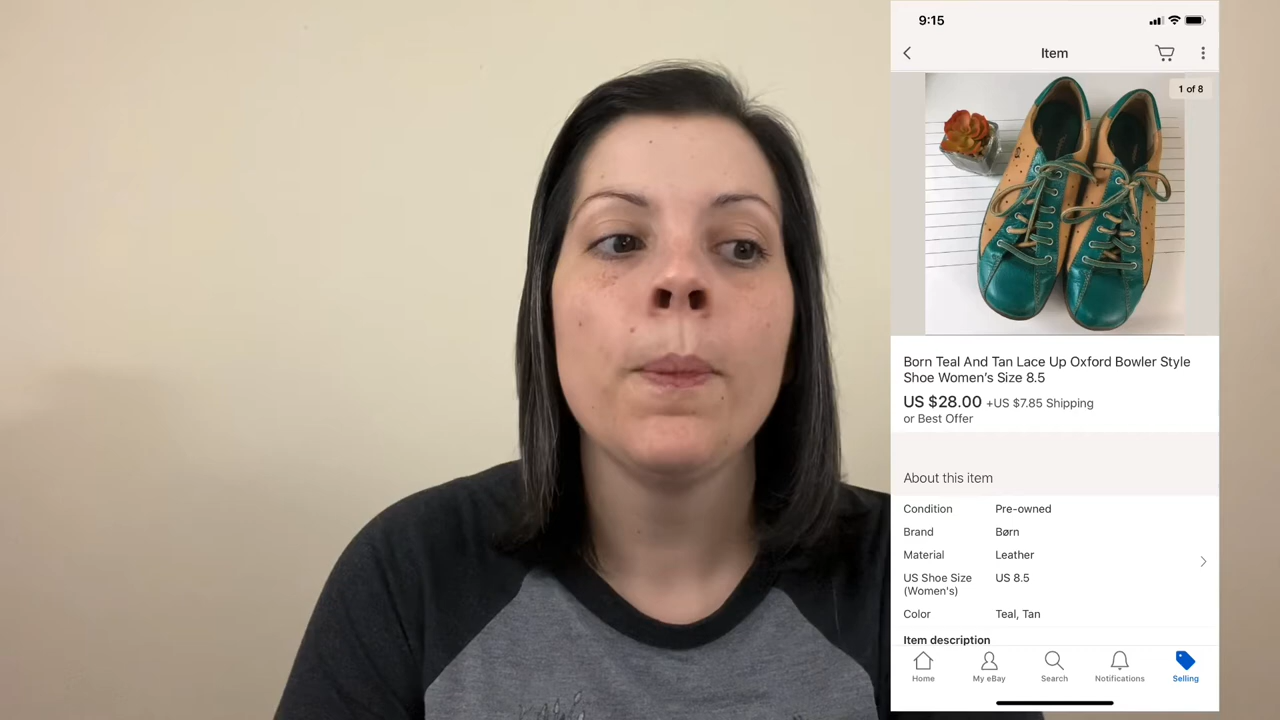 9:15
Item
1 of 8
Born Teal And Tan Lace Up Oxford Bowler Style
Shoe Women's Size 8.5
US $28.00 +US $7.85 Shipping
or Best Offer
About this item
Condition Pre-owned
Brand Børn
Material Leather
US Shoe Size US 8.5
(Women's)
Color Teal, Tan
Item description
Home My eBay Search Notifications Selling